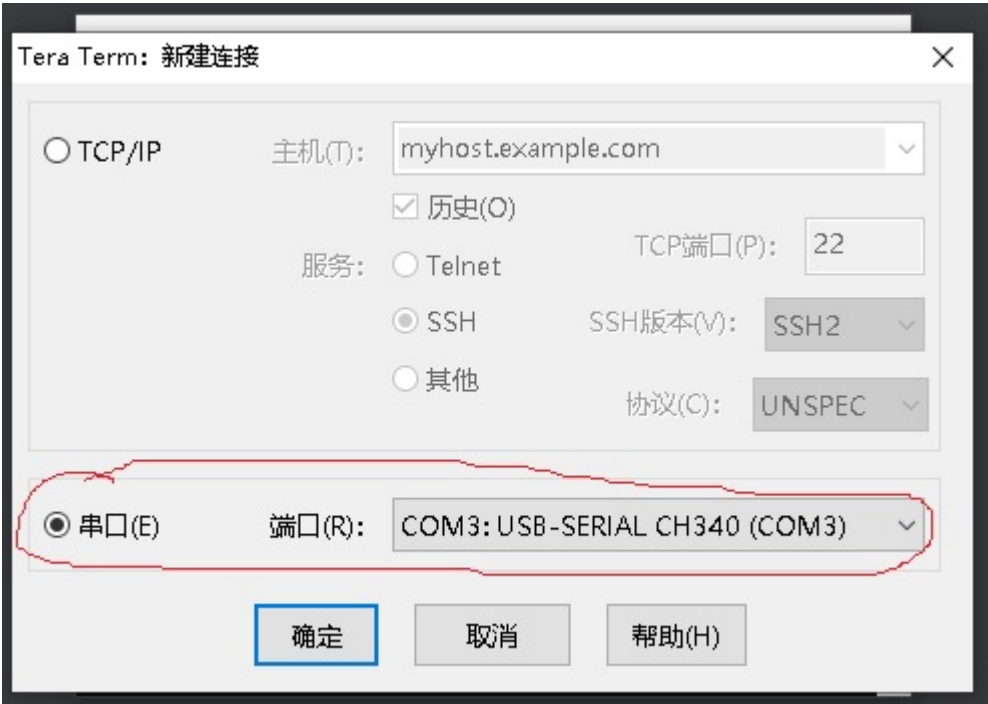 Tera Term: 新建连接
TCP/IP 主机(T): myhost.example.com
历史(O)
服务: Telnet TCP端口(P): 22
SSH SSH版本(V): SSH2
其他 协议(C): UNSPEC
串口(E) 端口(R): COM3: USB-SERIAL CH340 (COM3)
确定 取消 帮助(H)